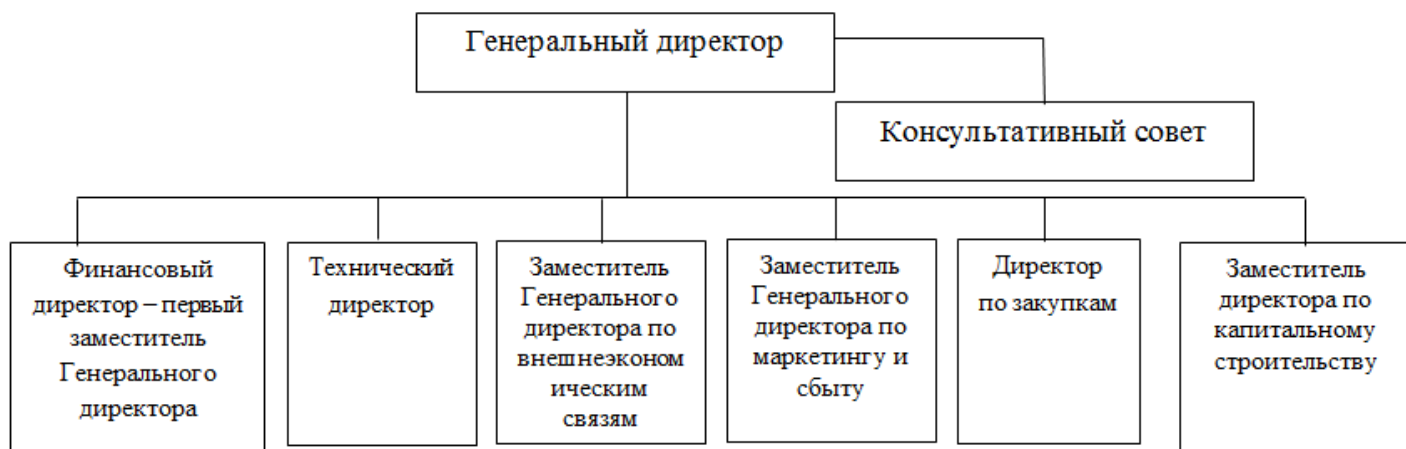 Генеральный директор
Консультативный совет
Финансовый
директор – первый
заместитель
Генерального
директора
Технический
директор
Заместитель
Генерального
директора по
внешнеэконом
ическим
связям
Заместитель
Генерального
директора по
маркетингу и
сбыту
Директор
по закупкам
Заместитель
директора по
капитальному
строительству